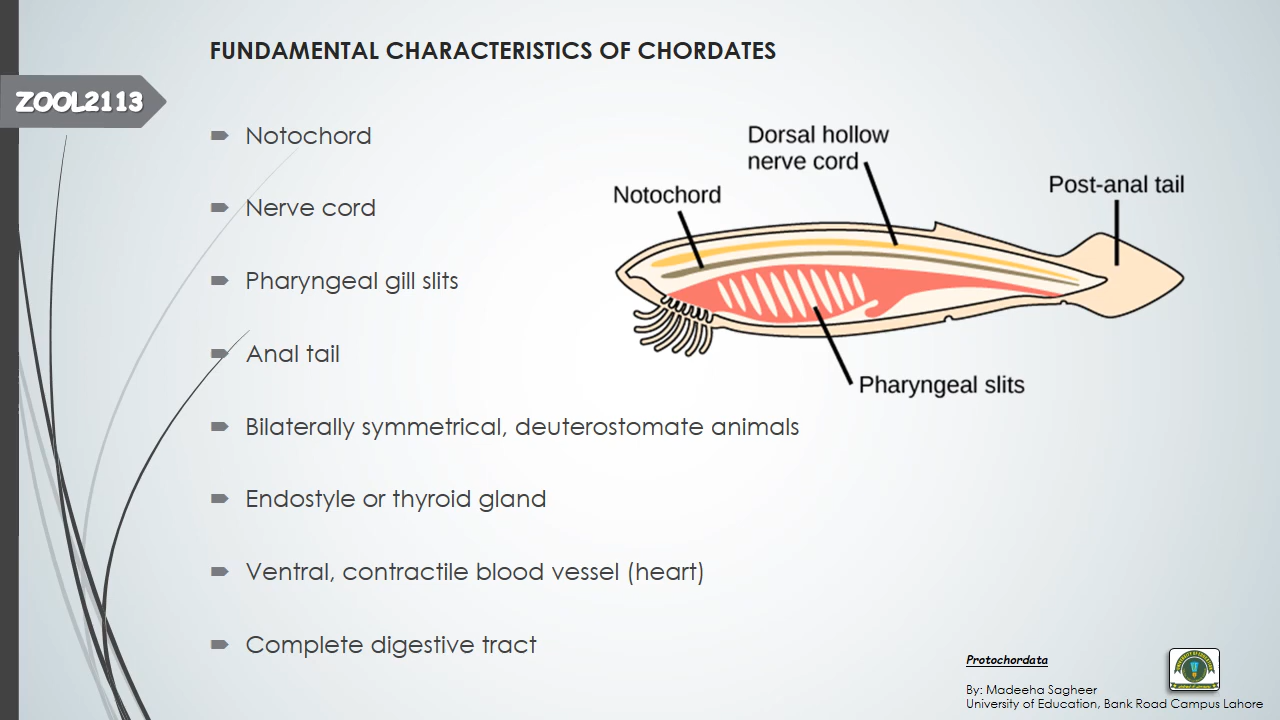 FUNDAMENTAL CHARACTERISTICS OF CHORDATES
ZOOL2113
Notochord
Nerve cord
Pharyngeal gill slits
Anal tail
Bilaterally symmetrical, deuterostomate animals
Endostyle or thyroid gland
Ventral, contractile blood vessel (heart)
Complete digestive tract
Dorsal hollow
nerve cord
Notochord
Post-anal tail
Pharyngeal slits
Protochordata
By: Madeeha Sagheer
University of Education, Bank Road Campus Lahore